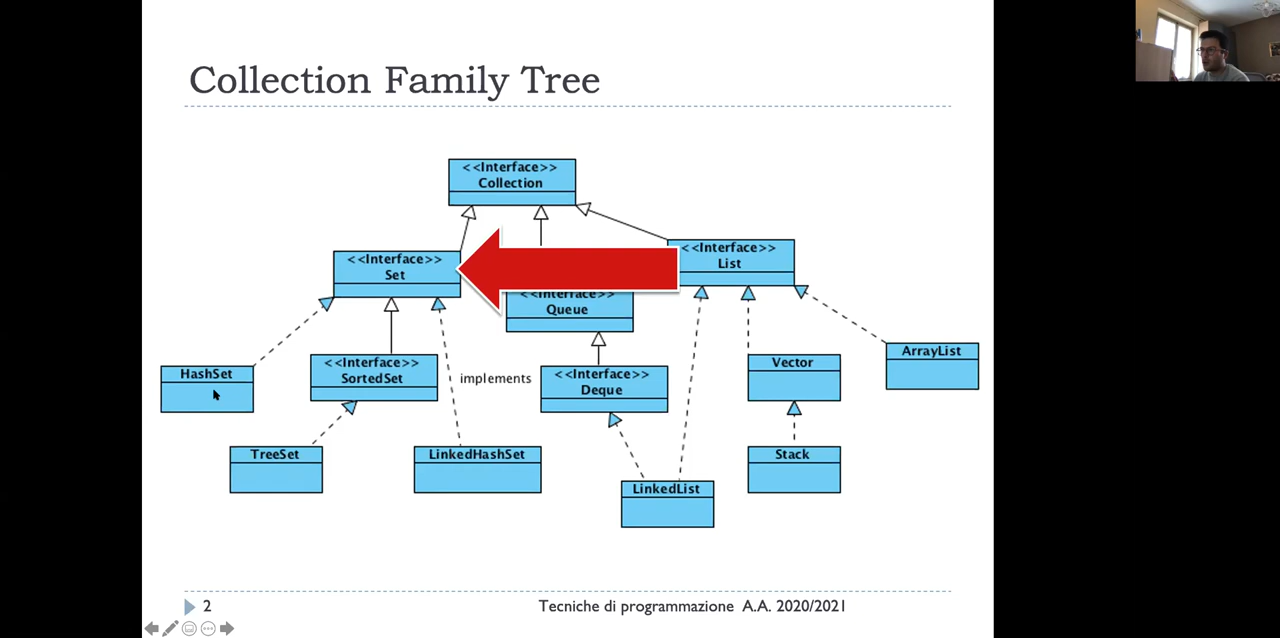 Collection Family Tree
<<Interface>>
Collection
<<Interface>>
Set
<<Interface>>
List
<<Interface>>
Queue
HashSet
<<Interface>>
SortedSet
implements
<<Interface>>
Deque
Vector
ArrayList
TreeSet
LinkedHashSet
LinkedList
Stack
2
Tecniche di programmazione A.A. 2020/2021